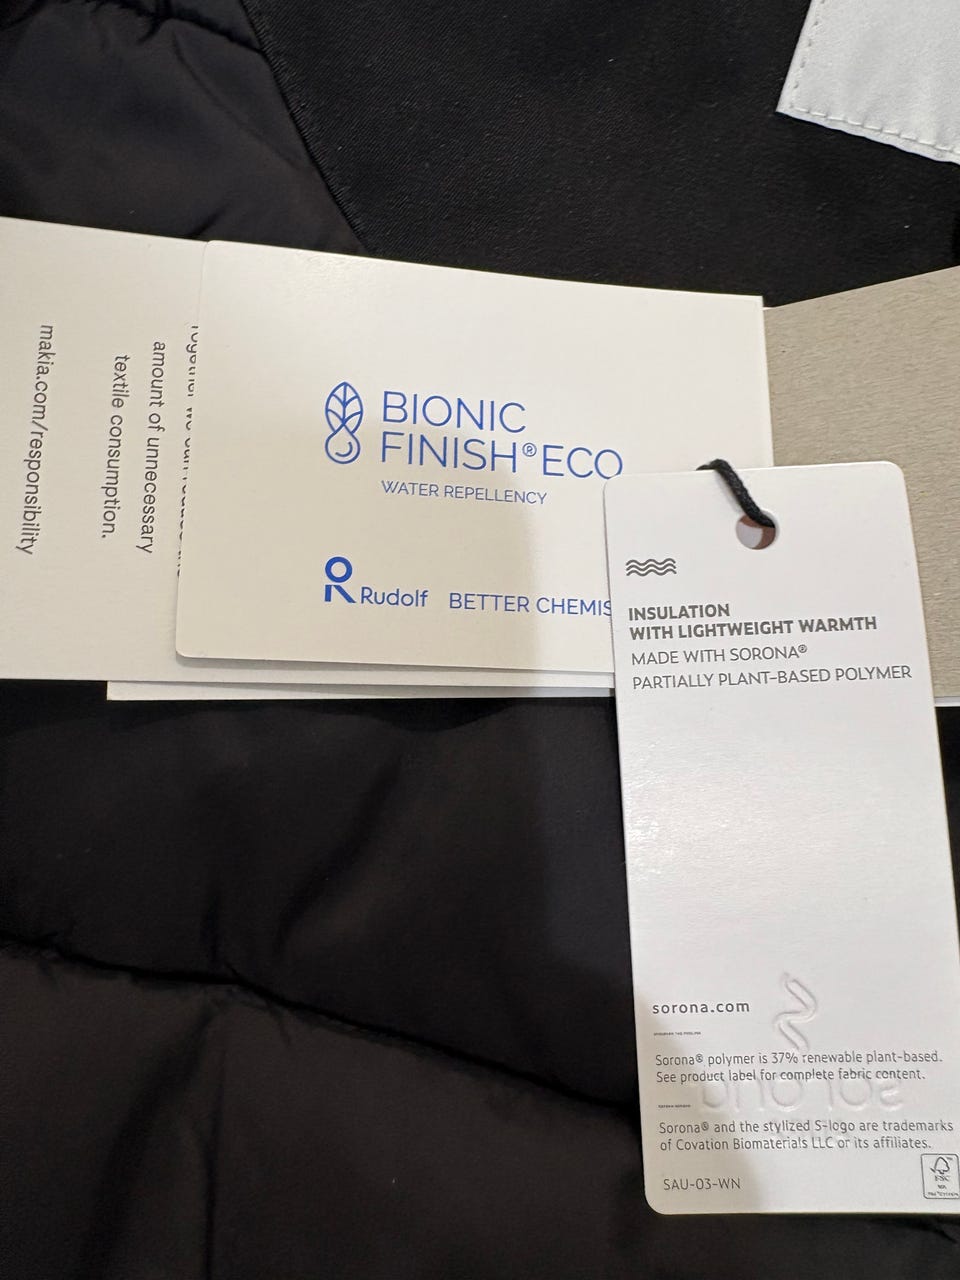 amount of unnecessary
textile consumption.
makia.com/responsibility
BIONIC
FINISH® ECO
WATER REPELLENCY
Rudolf BETTER CHEMIS
INSULATION
WITH LIGHTWEIGHT WARMTH
MADE WITH SORONA®
PARTIALLY PLANT-BASED POLYMER
sorona.com
Sorona® polymer is 37% renewable plant-based.
See product label for complete fabric content.
Sorona® and the stylized S-logo are trademarks
of Covation Biomaterials LLC or its affiliates.
SAU-03-WN
FSC